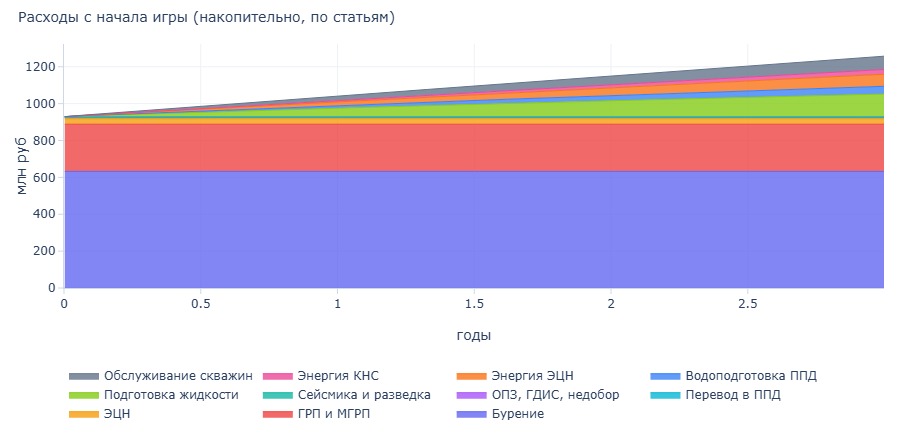 Расходы с начала игры (накопительно, по статьям)
1200
1000
800
600
400
200
0
млн руб
0 0.5 1 1.5 2 2.5
годы
Обслуживание скважин Энергия КНС Энергия ЭЦН Водоподготовка ППД
Подготовка жидкости Сейсмика и разведка ОПЗ, ГДИС, недобор Перевод в ППД
ЭЦН ГРП и МГРП Бурение